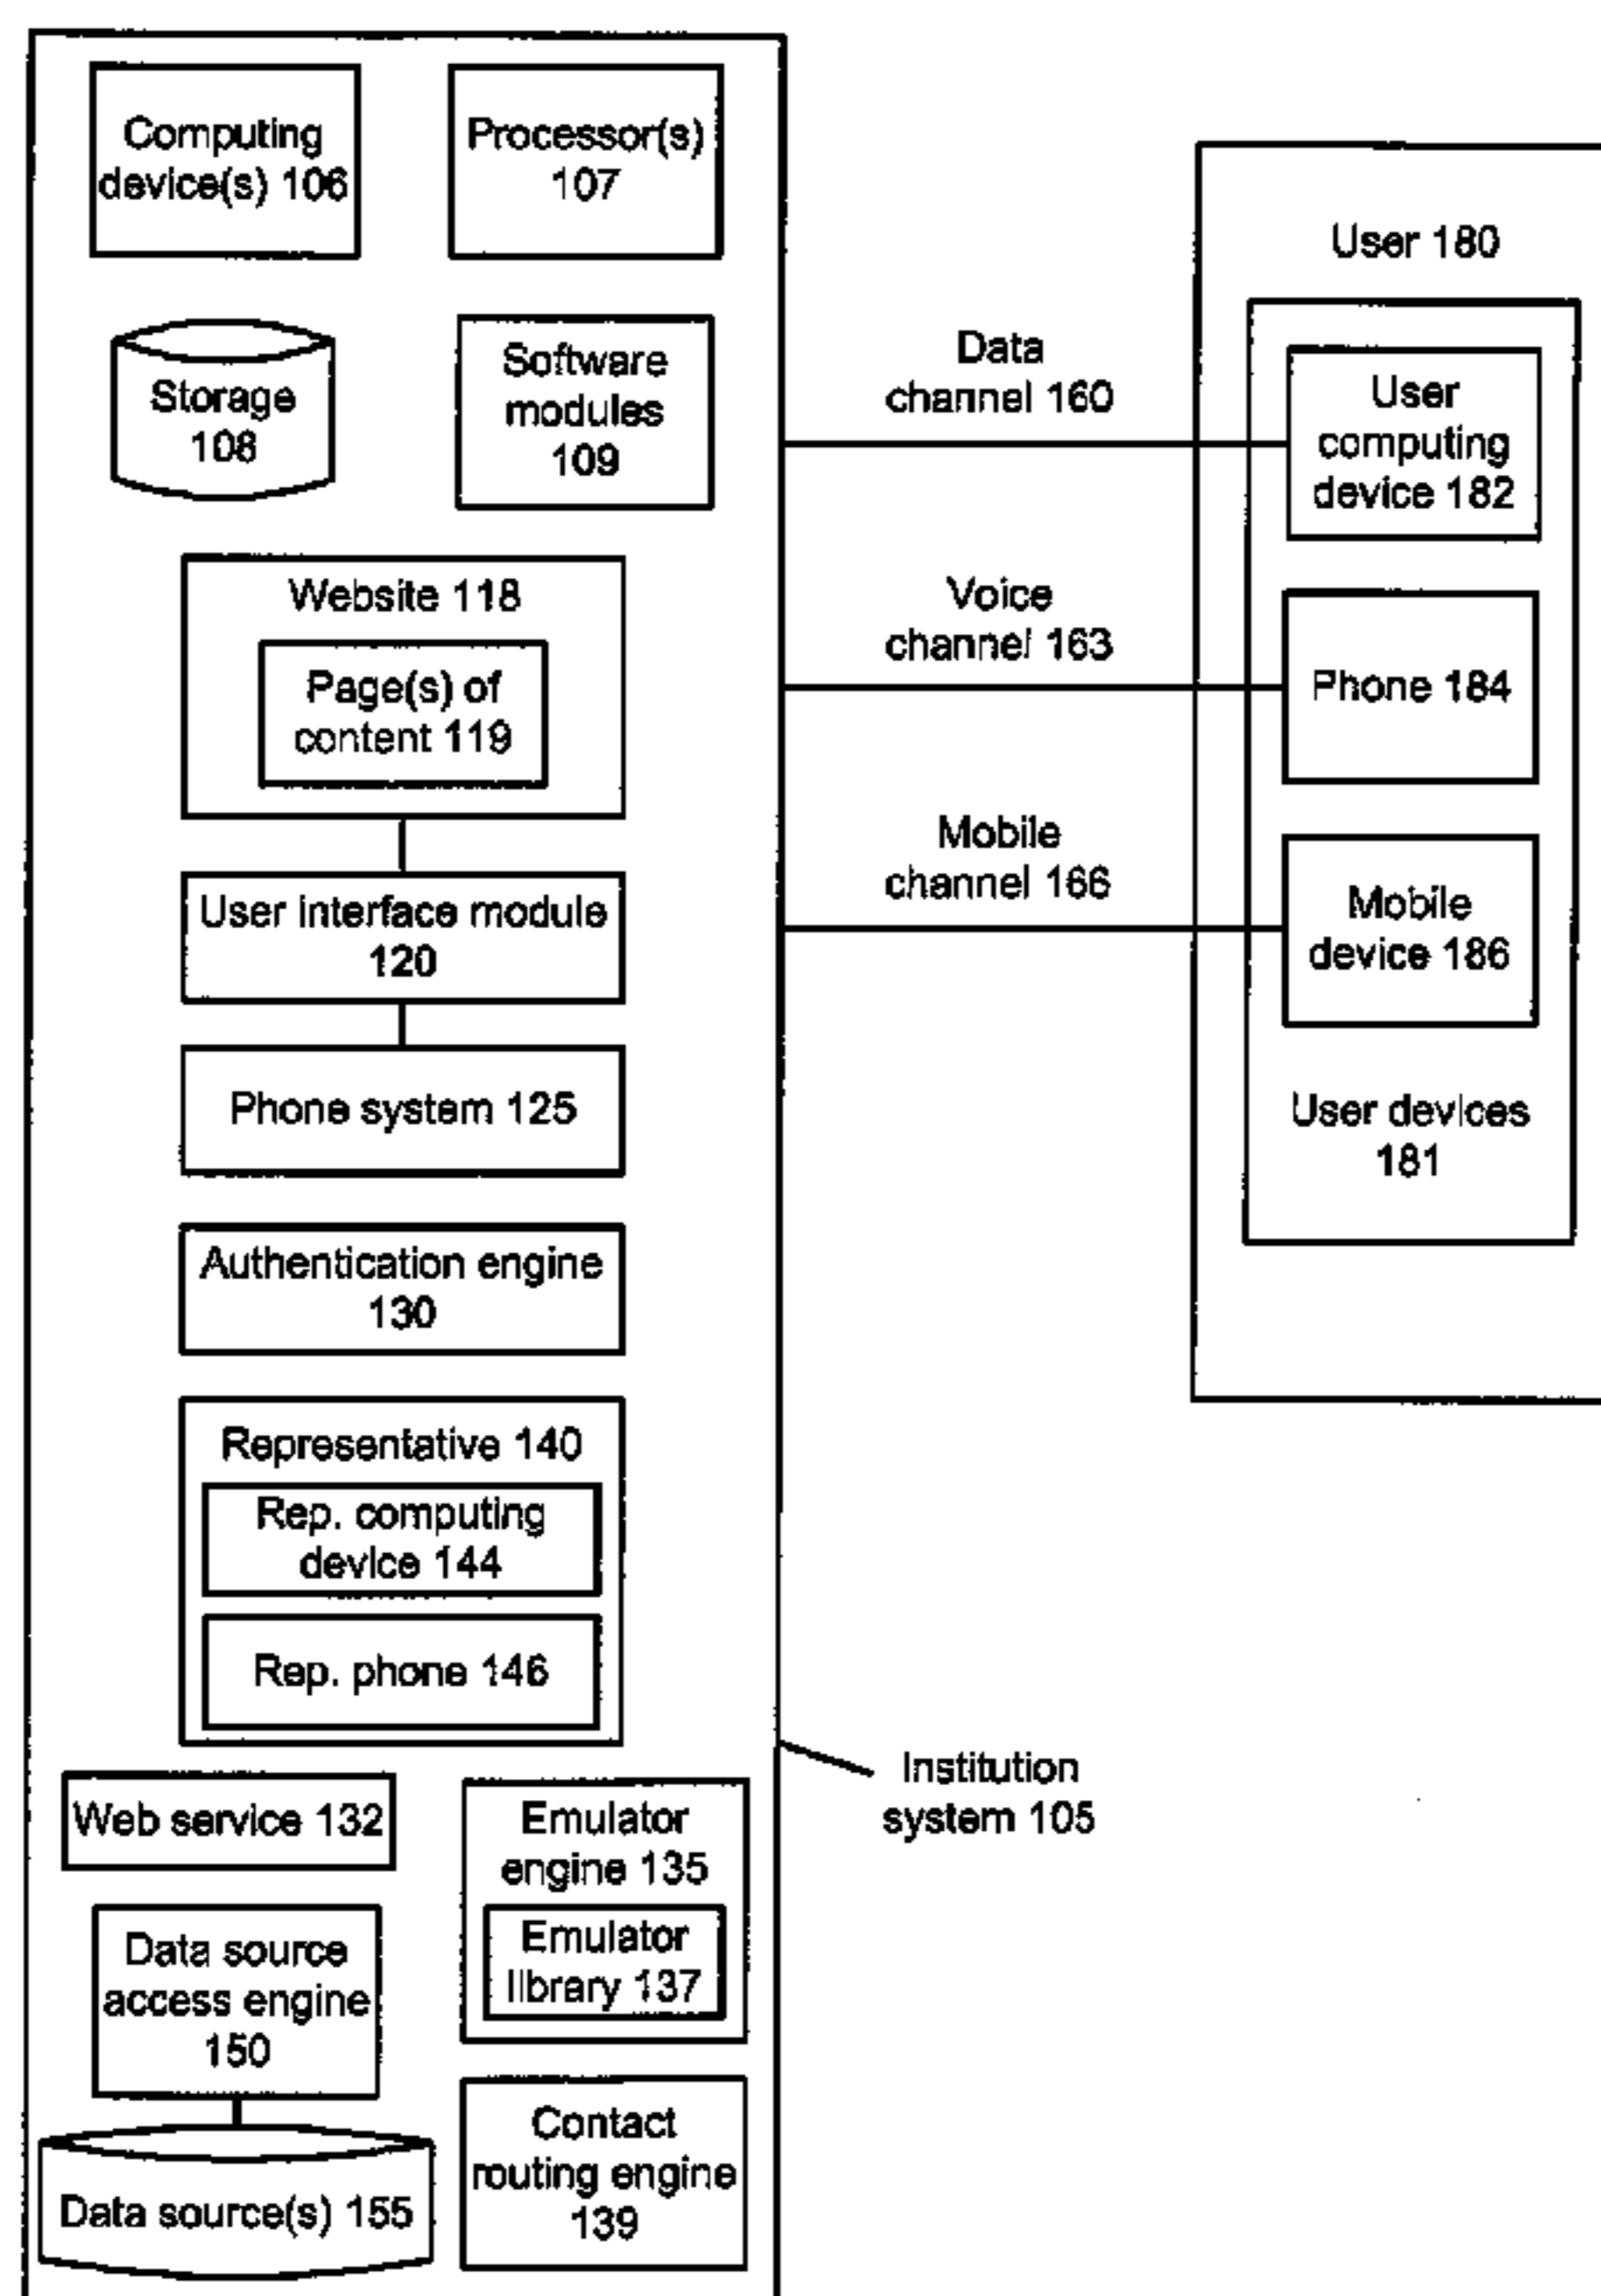 Computing
device(s) 106
Processor(s)
107
Storage
108
Software
modules
109
Website 118
Page(s) of
content 119
User interface module
120
Phone system 125
Authentication engine
130
Representative 140
Rep. computing
device 144
Rep. phone 146
Web service 132
Emulator
engine 135
Emulator
library 137
Data source
access engine
150
Data source(s) 155
Contact
routing engine
139
Data
channel 160
Voice
channel 163
Mobile
channel 166
Institution
system 105
User 180
User
computing
device 182
Phone 184
Mobile
device 186
User devices
181